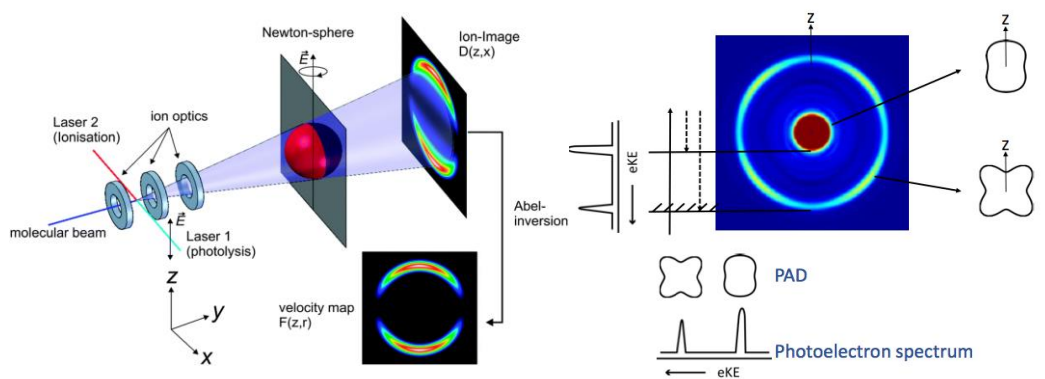 Newton-sphere
E
Ion-Image
D(z,x)
Laser 2
(Ionisation)
ion optics
molecular beam
E
Laser 1
(photolysis)
z
y
x
Abel-
inversion
velocity map
F(z,r)
z
z
z
eKE
PAD
Photoelectron spectrum
eKE